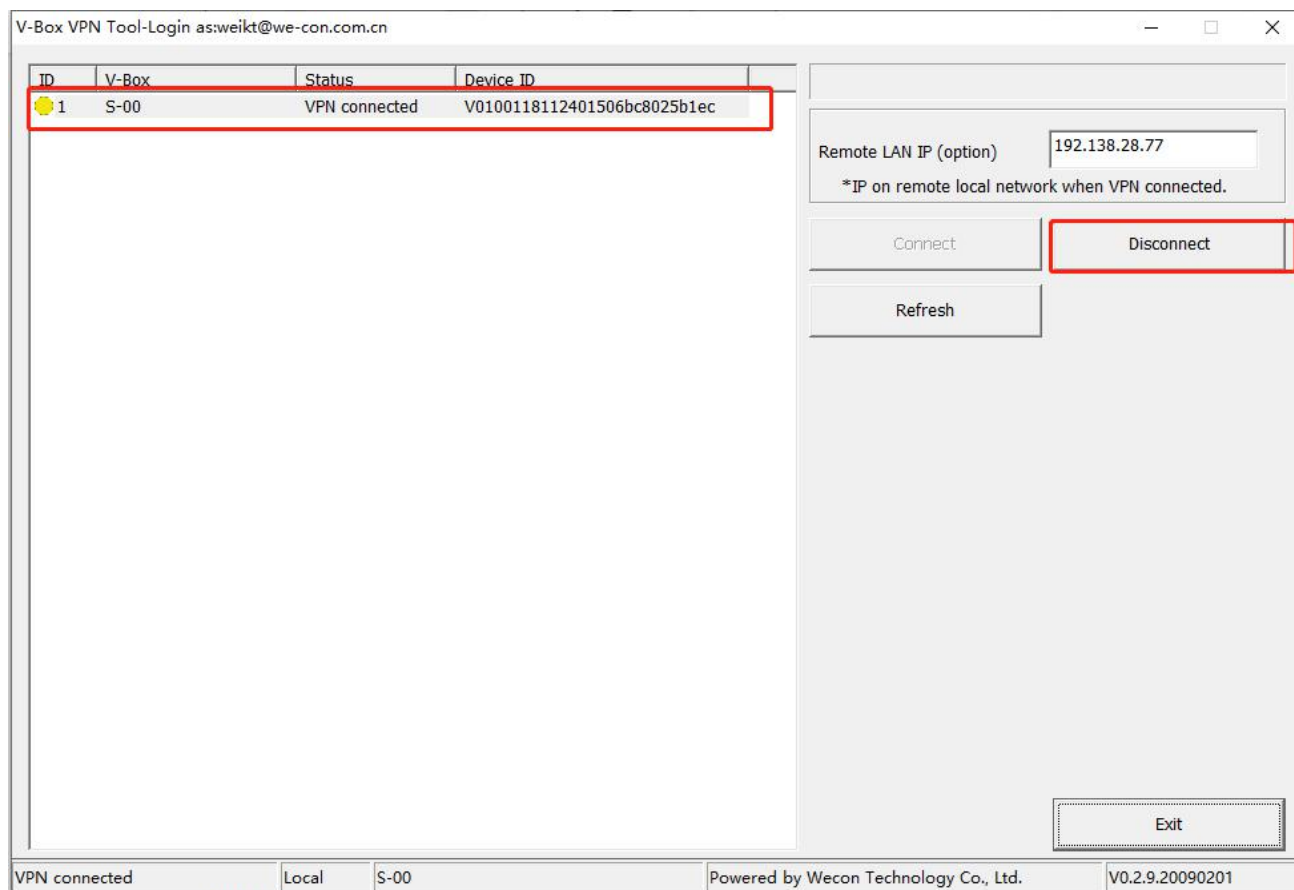 V-Box VPN Tool-Login as:weikt@we-con.com.cn
ID V-Box Status Device ID
1 S-00 VPN connected V0100118112401506bc8025b1ec
Remote LAN IP (option) 192.138.28.77
*IP on remote local network when VPN connected.
Connect Disconnect
Refresh
Exit
VPN connected Local S-00 Powered by Wecon Technology Co., Ltd. V0.2.9.20090201